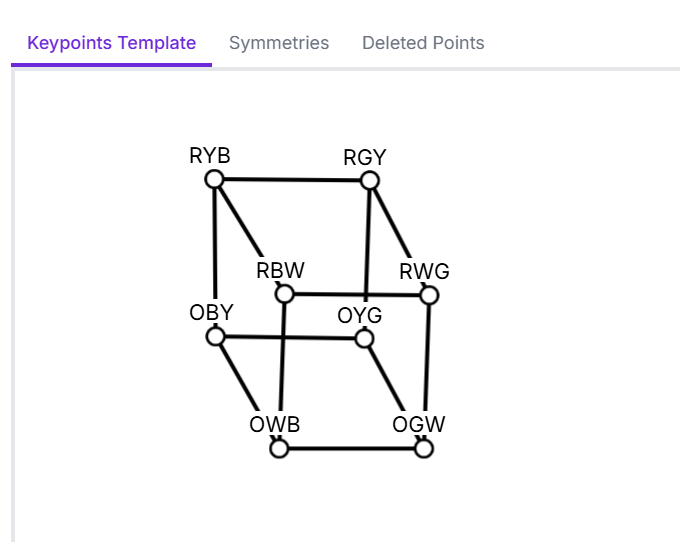 Keypoints Template Symmetries Deleted Points
RYB RGY
RBW RWG
OBY OYG
OWB OGW